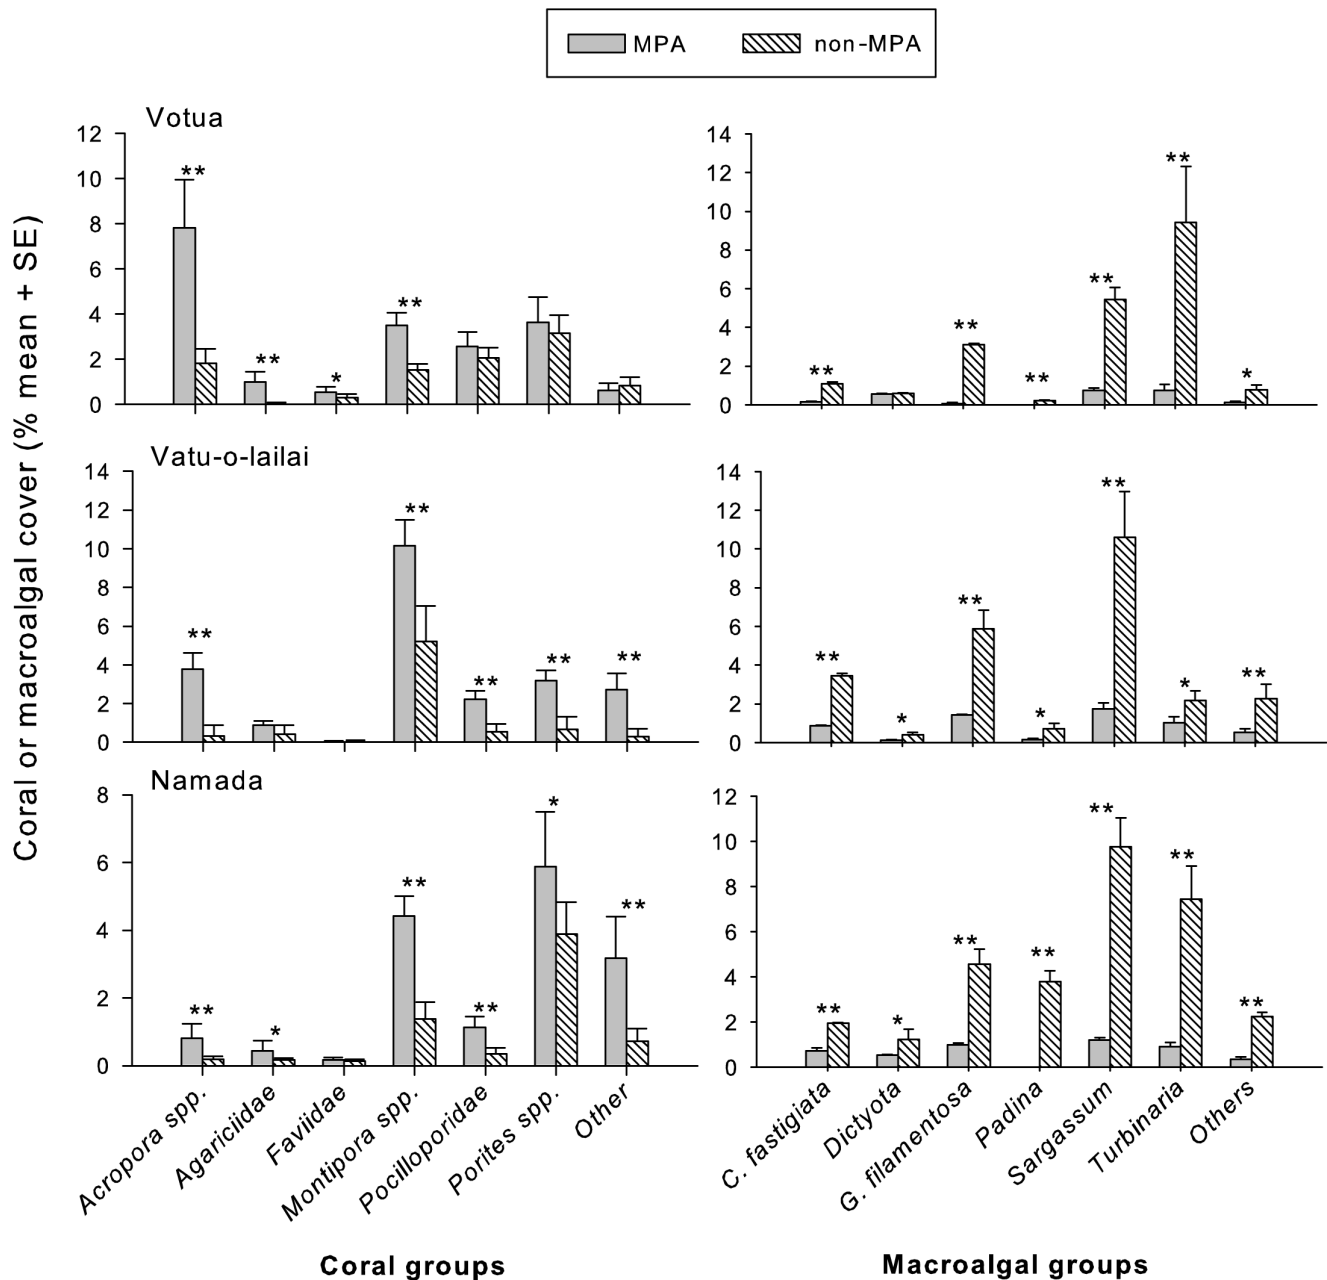 MPA non-MPA
Coral or macroalgal cover (% mean + SE)
Votua
12
10
8
6
4
2
0
** ** * **
14
12
10
8
6
4
2
0
** ** ** ** ** *
Vatu-o-lailai
14
12
10
8
6
4
2
0
** ** ** ** **
14
12
10
8
6
4
2
0
** * ** * ** * **
Namada
8
6
4
2
0
** * ** ** * **
12
10
8
6
4
2
0
** * ** ** ** ** **
Acropora spp.
Agariciidae
Faviidae
Montipora spp.
Pocilloporidae
Porites spp.
Other
C. fastigiata
Dictyota
G. filamentosa
Padina
Sargassum
Turbinaria
Others
Coral groups
Macroalgal groups